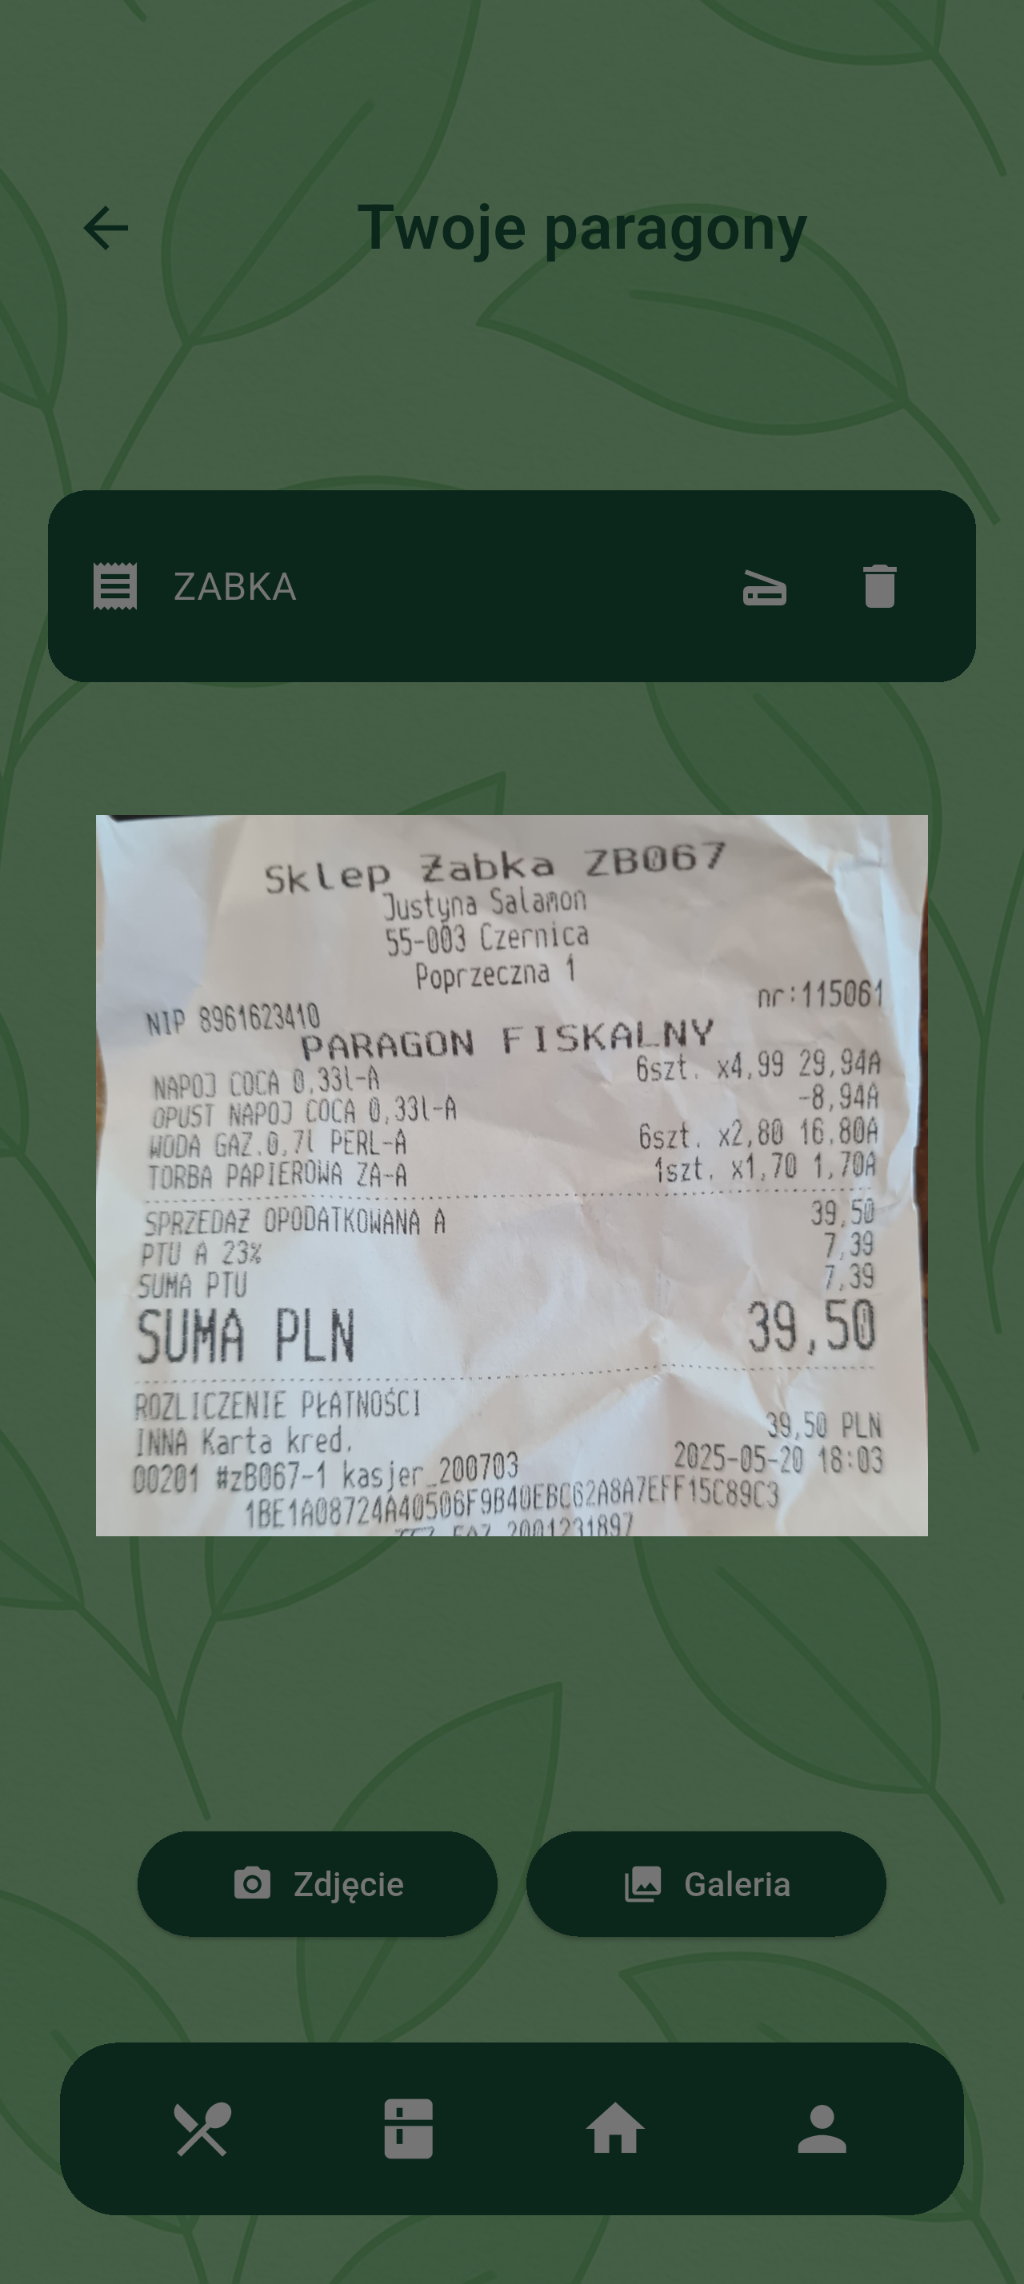 Twoje paragony
ZABKA
Sklep Żabka ZB067
Justyna Salamon
55-003 Czernica
Poprzeczna 1
NIP 8961623410 nr:115061
PARAGON FISKALNY
NAPOJ COCA 0,33l-A 6szt. x4,99 29,94A
OPUST NAPOJ COCA 0,33l-A -8,94A
WODA GAZ.0,7l PERL-A 6szt. x2,80 16,80A
TORBA PAPIEROWA ZA-A 1szt. x1,70 1,70A
SPRZEDAŻ OPODATKOWANA A 39,50
PTU A 23% 7,39
SUMA PTU 7,39
SUMA PLN 39,50
ROZLICZENIE PŁATNOŚCI
INNA Karta kred. 39,50 PLN
00201 #zB067-1 kasjer_200703 2025-05-20 18:03
1BE1A08724A40506F9B40EBC62A8A7EFF15C89C3
2001231897
Zdjęcie
Galeria